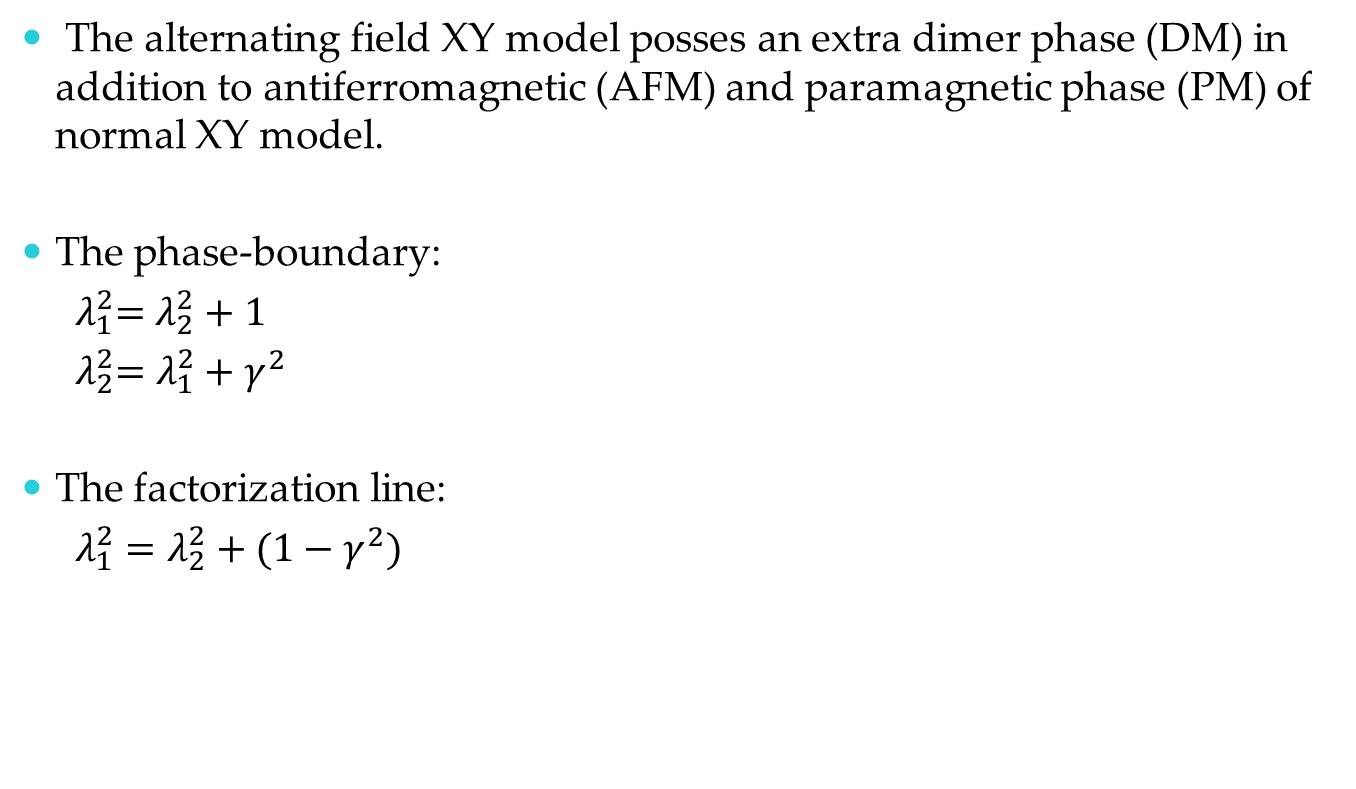 • The alternating field XY model posses an extra dimer phase (DM) in
addition to antiferromagnetic (AFM) and paramagnetic phase (PM) of
normal XY model.
• The phase-boundary:
λ₁²= λ₂² + 1
λ₂²= λ₁² + γ²
• The factorization line:
λ₁² = λ₂² + (1 − γ²)